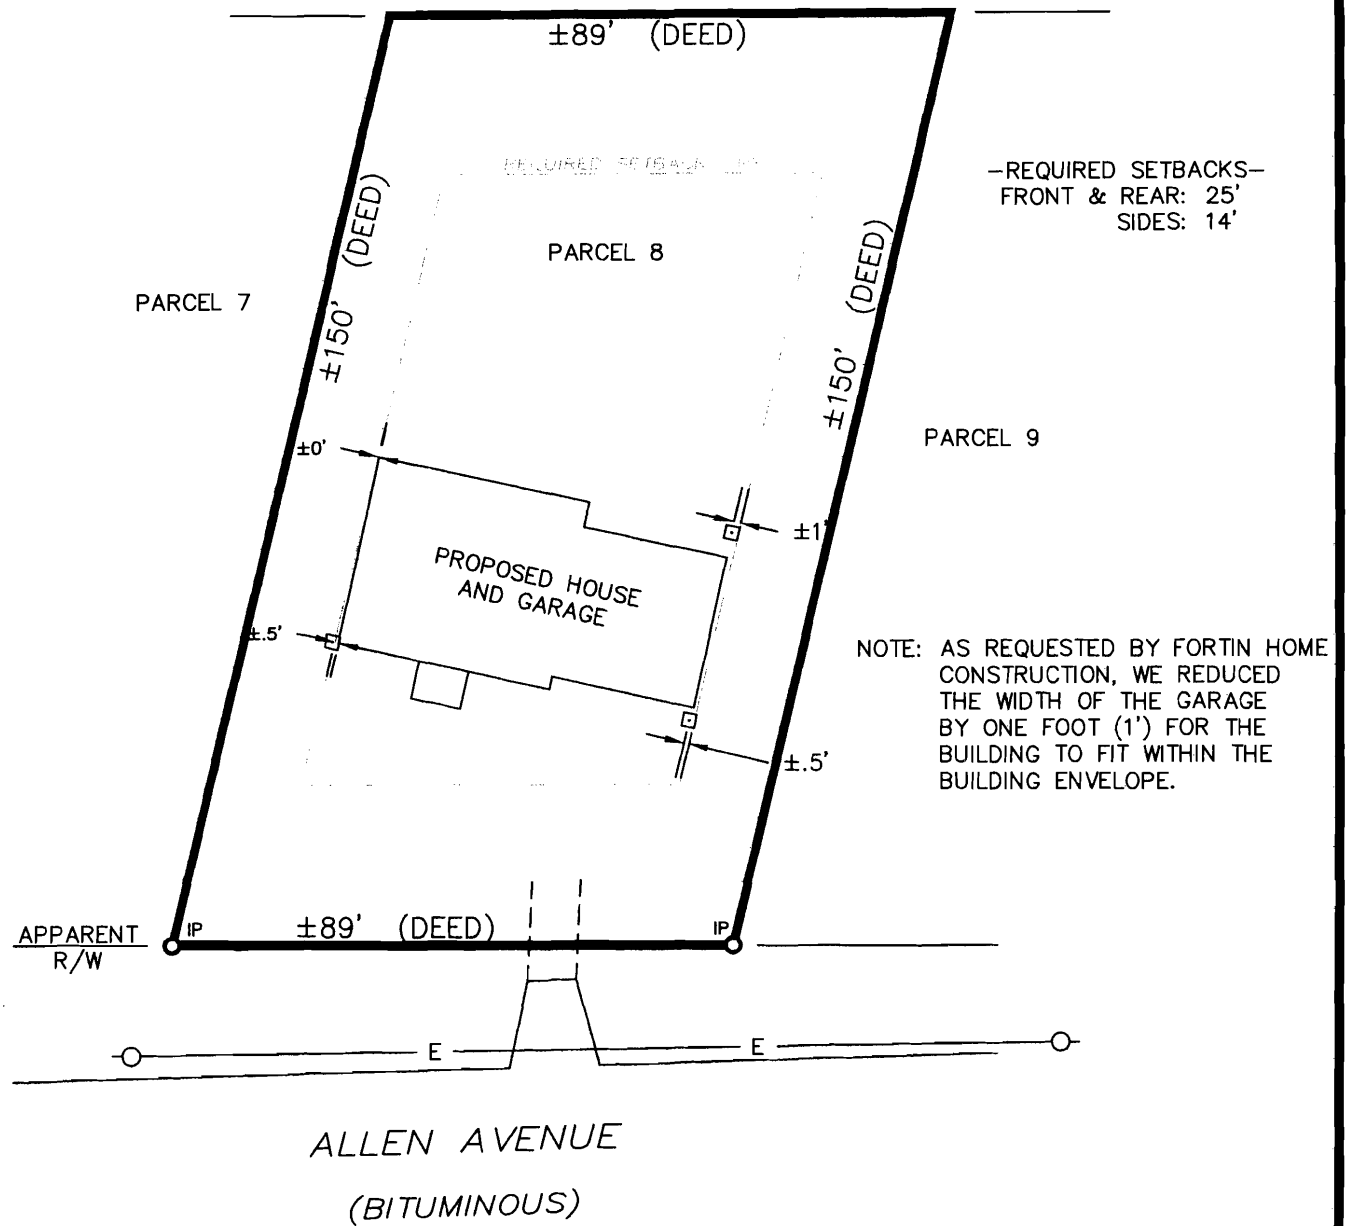 ±89' (DEED)
REQUIRED SETBACK
-REQUIRED SETBACKS-
FRONT & REAR: 25'
SIDES: 14'
±150' (DEED)
PARCEL 8
±150' (DEED)
PARCEL 7
PARCEL 9
±0'
±1'
PROPOSED HOUSE
AND GARAGE
±.5'
NOTE: AS REQUESTED BY FORTIN HOME
CONSTRUCTION, WE REDUCED
THE WIDTH OF THE GARAGE
BY ONE FOOT (1') FOR THE
BUILDING TO FIT WITHIN THE
BUILDING ENVELOPE.
±.5'
IP
±89' (DEED)
IP
APPARENT
R/W
E
E
ALLEN AVENUE
(BITUMINOUS)